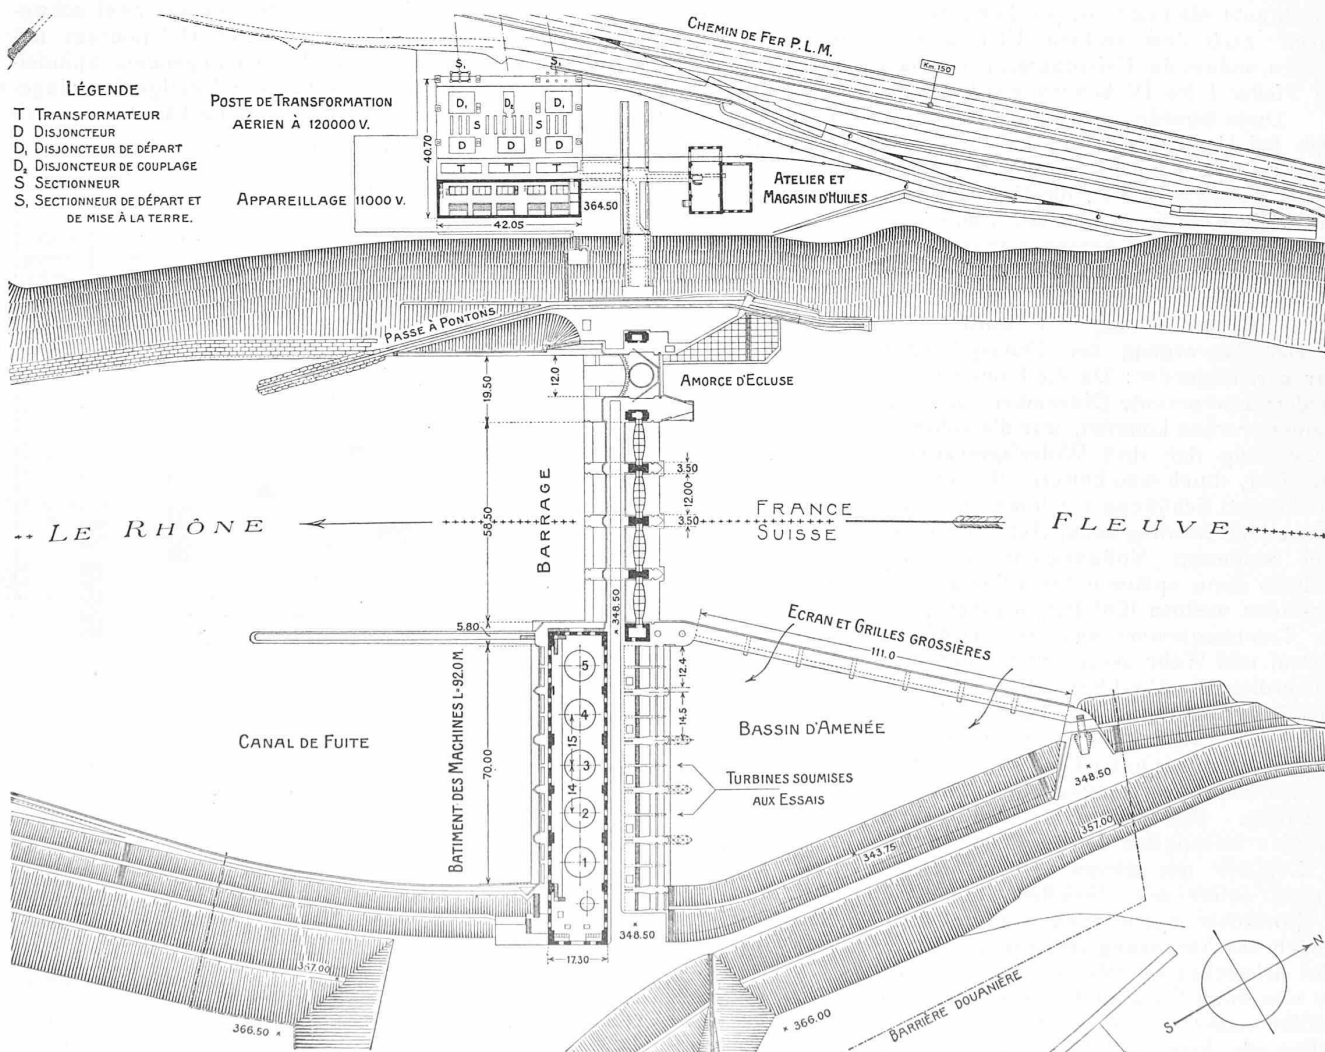 CHEMIN DE FER P.L.M.
Km. 150
LÉGENDE
T TRANSFORMATEUR
D DISJONCTEUR
D₁ DISJONCTEUR DE DÉPART
D₂ DISJONCTEUR DE COUPLAGE
S SECTIONNEUR
S₁ SECTIONNEUR DE DÉPART ET
DE MISE À LA TERRE.
POSTE DE TRANSFORMATION
AÉRIEN À 120000 V.
APPAREILLAGE 11000 V.
S₁ S₁
D₁ D₂ D₁
S S
D D D
T T T
40.70
42.05
364.50
ATELIER ET
MAGASIN D'HUILES
PASSE À PONTONS
19.50
12.0
AMORCE D'ECLUSE
BARRAGE
58.50
3.50
12.00
3.50
LE RHÔNE
FRANCE
SUISSE
FLEUVE
348.50
5.80
ECRAN ET GRILLES GROSSIÈRES
111.0
12.4
14.5
CANAL DE FUITE
BATIMENT DES MACHINES L=92.0 M.
70.00
5
4
15
3
14
2
1
BASSIN D'AMENÉE
TURBINES SOUMISES
AUX ESSAIS
348.50
357.00
343.75
348.50
17.30
357.00
366.50
366.00
BARRIÈRE DOUANIÈRE
N
S